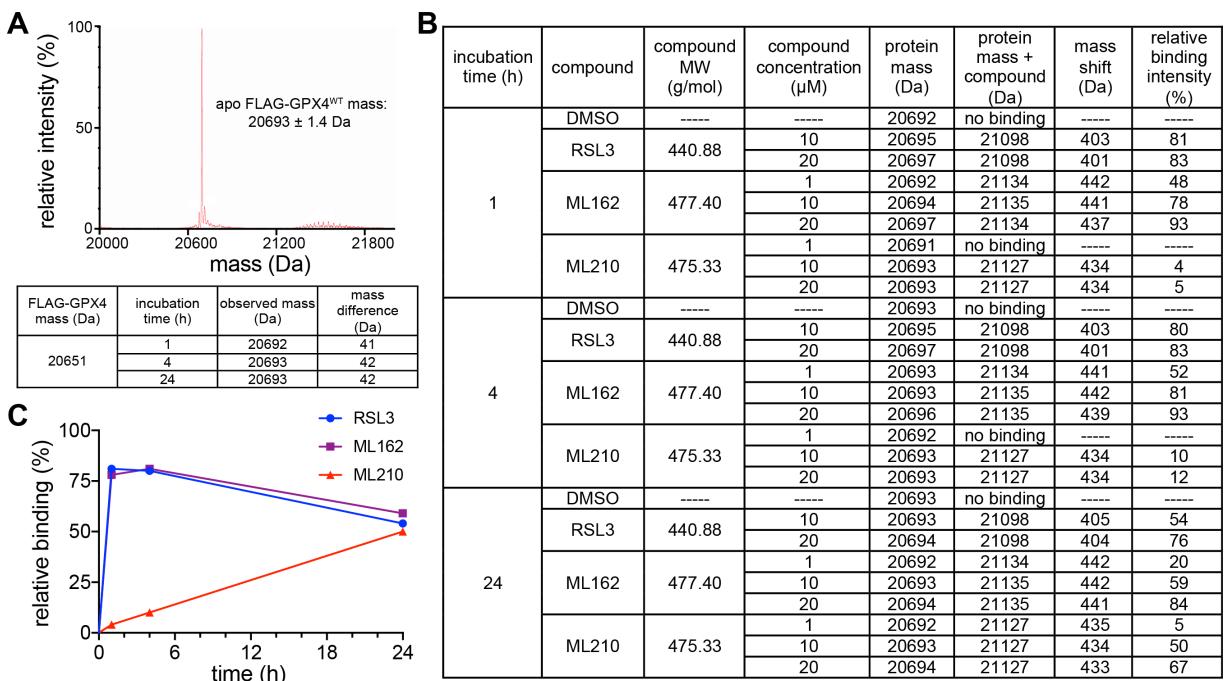 A
relative intensity (%)
100
50
0
apo FLAG-GPX4WT mass:
20693 ± 1.4 Da
20000 20600 21200 21800
mass (Da)
FLAG-GPX4 mass (Da) incubation time (h) observed mass (Da) mass difference (Da)
20651 1 20692 41
4 20693 42
24 20693 42
B
incubation time (h) compound compound MW (g/mol) compound concentration (µM) protein mass (Da) protein mass + compound (Da) mass shift (Da) relative binding intensity (%)
1 DMSO ----- ----- 20692 no binding ----- -----
RSL3 440.88 10 20695 21098 403 81
20 20697 21098 401 83
ML162 477.40 1 20692 21134 442 48
10 20694 21135 441 78
20 20697 21134 437 93
ML210 475.33 1 20691 no binding ----- -----
10 20693 21127 434 4
20 20693 21127 434 5
4 DMSO ----- ----- 20693 no binding ----- -----
RSL3 440.88 10 20695 21098 403 80
20 20697 21098 401 83
ML162 477.40 1 20693 21134 441 52
10 20693 21135 442 81
20 20696 21135 439 93
ML210 475.33 1 20692 no binding ----- -----
10 20693 21127 434 10
20 20693 21127 434 12
24 DMSO ----- ----- 20693 no binding ----- -----
RSL3 440.88 10 20693 21098 405 54
20 20694 21098 404 76
ML162 477.40 1 20692 21134 442 20
10 20693 21135 442 59
20 20694 21135 441 84
ML210 475.33 1 20692 21127 435 5
10 20693 21127 434 50
20 20694 21127 433 67
C
RSL3
ML162
ML210
relative binding (%)
100
75
50
25
0
0 6 12 18 24
time (h)